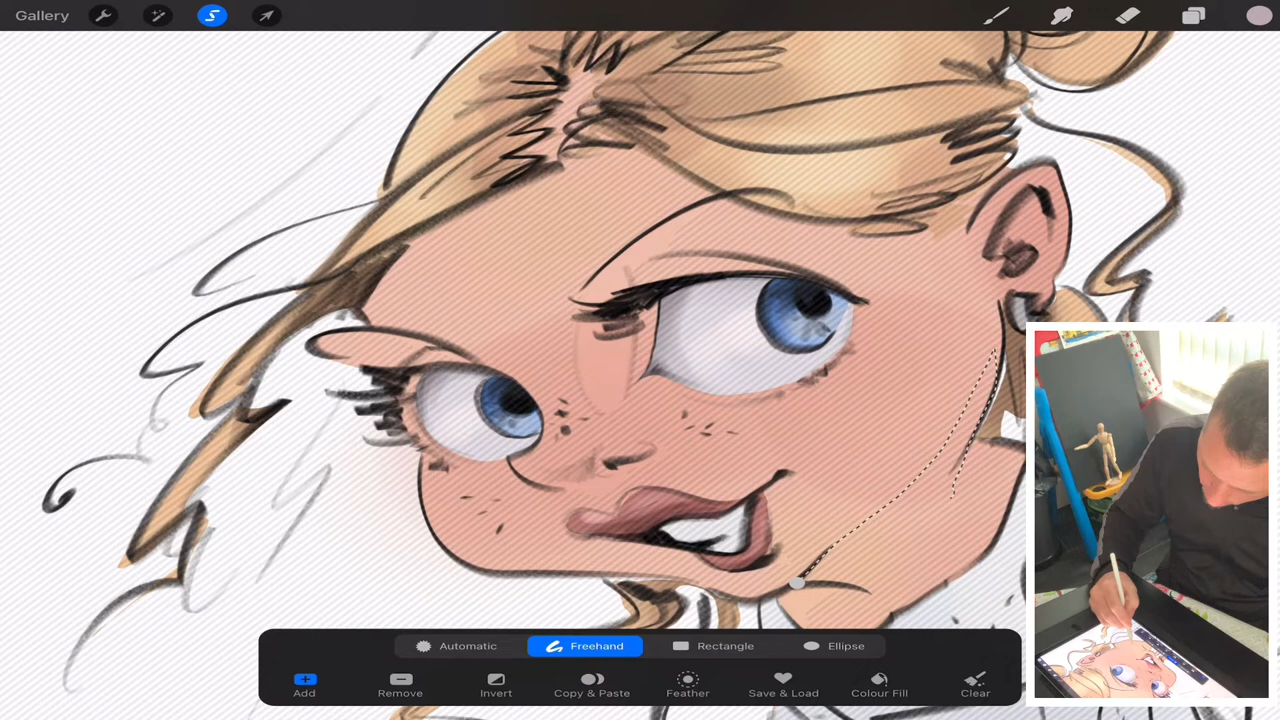 Gallery
Automatic Freehand Rectangle Ellipse
Add Remove Invert Copy & Paste Feather Save & Load Colour Fill Clear